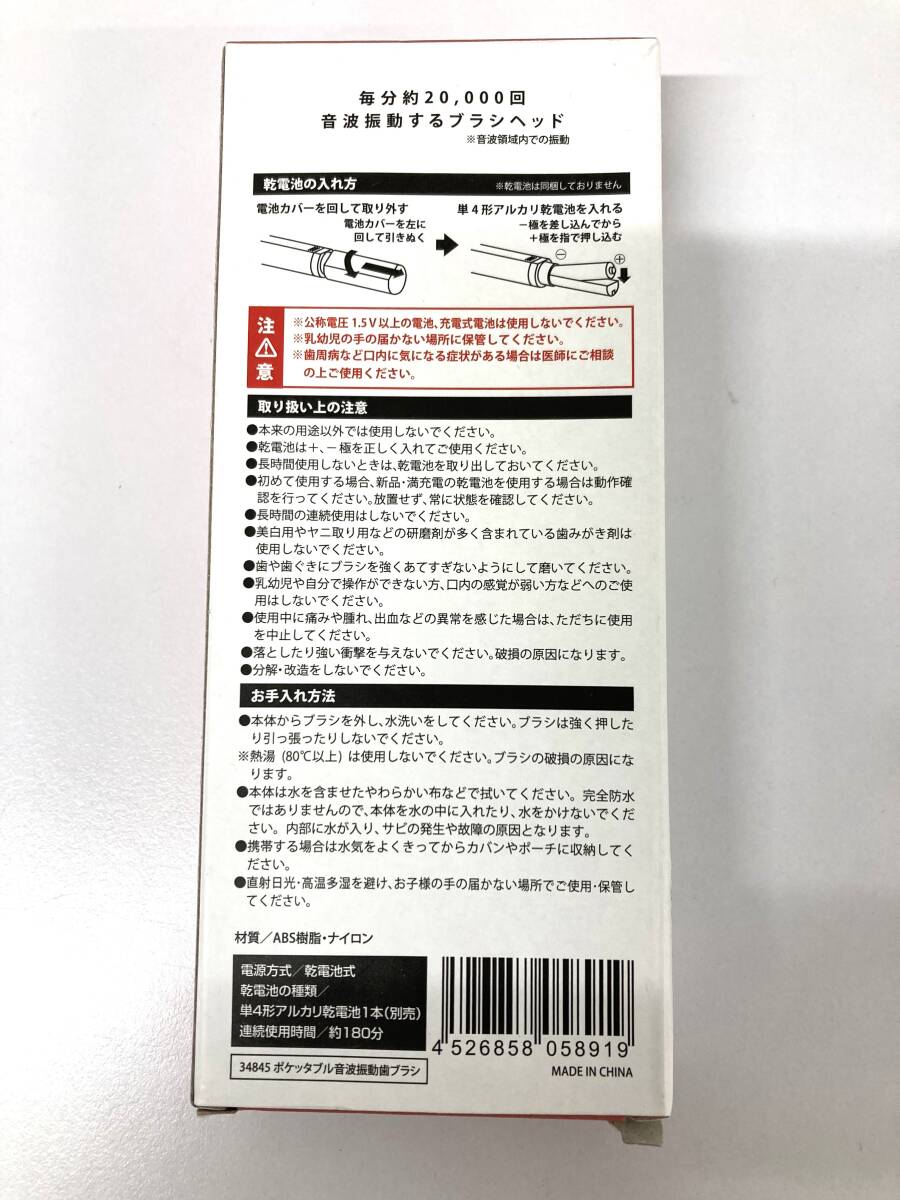 毎分約20,000回
音波振動するブラシヘッド
※音波領域内での振動
乾電池の入れ方 ※乾電池は同梱しておりません
電池カバーを回して取り外す
電池カバーを左に
回して引きぬく
単4形アルカリ乾電池を入れる
－極を差し込んでから
＋極を指で押し込む
－ ＋
注意
※公称電圧1.5V以上の電池、充電式電池は使用しないでください。
※乳幼児の手の届かない場所に保管してください。
※歯周病など口内に気になる症状がある場合は医師にご相談
の上ご使用ください。
取り扱い上の注意
●本来の用途以外では使用しないでください。
●乾電池は＋、－極を正しく入れてご使用ください。
●長時間使用しないときは、乾電池を取り出しておいてください。
●初めて使用する場合、新品・満充電の乾電池を使用する場合は動作確
認を行ってください。放置せず、常に状態を確認してください。
●長時間の連続使用はしないでください。
●美白用やヤニ取り用などの研磨剤が多く含まれている歯みがき剤は
使用しないでください。
●歯や歯ぐきにブラシを強くあてすぎないようにして磨いてください。
●乳幼児や自分で操作ができない方、口内の感覚が弱い方などへのご使
用はしないでください。
●使用中に痛みや腫れ、出血などの異常を感じた場合は、ただちに使用
を中止してください。
●落としたり強い衝撃を与えないでください。破損の原因になります。
●分解・改造をしないでください。
お手入れ方法
●本体からブラシを外し、水洗いをしてください。ブラシは強く押した
り引っ張ったりしないでください。
※熱湯（80℃以上）は使用しないでください。ブラシの破損の原因にな
ります。
●本体は水を含ませたやわらかい布などで拭いてください。完全防水
ではありませんので、本体を水の中に入れたり、水をかけないでくだ
さい。内部に水が入り、サビの発生や故障の原因となります。
●携帯する場合は水気をよくきってからカバンやポーチに収納してく
ださい。
●直射日光・高温多湿を避け、お子様の手の届かない場所でご使用・保管し
てください。
材質／ABS樹脂・ナイロン
電源方式／乾電池式
乾電池の種類／
単4形アルカリ乾電池1本（別売）
連続使用時間／約180分
34845 ポケッタブル音波振動歯ブラシ
4 526858 058919
MADE IN CHINA